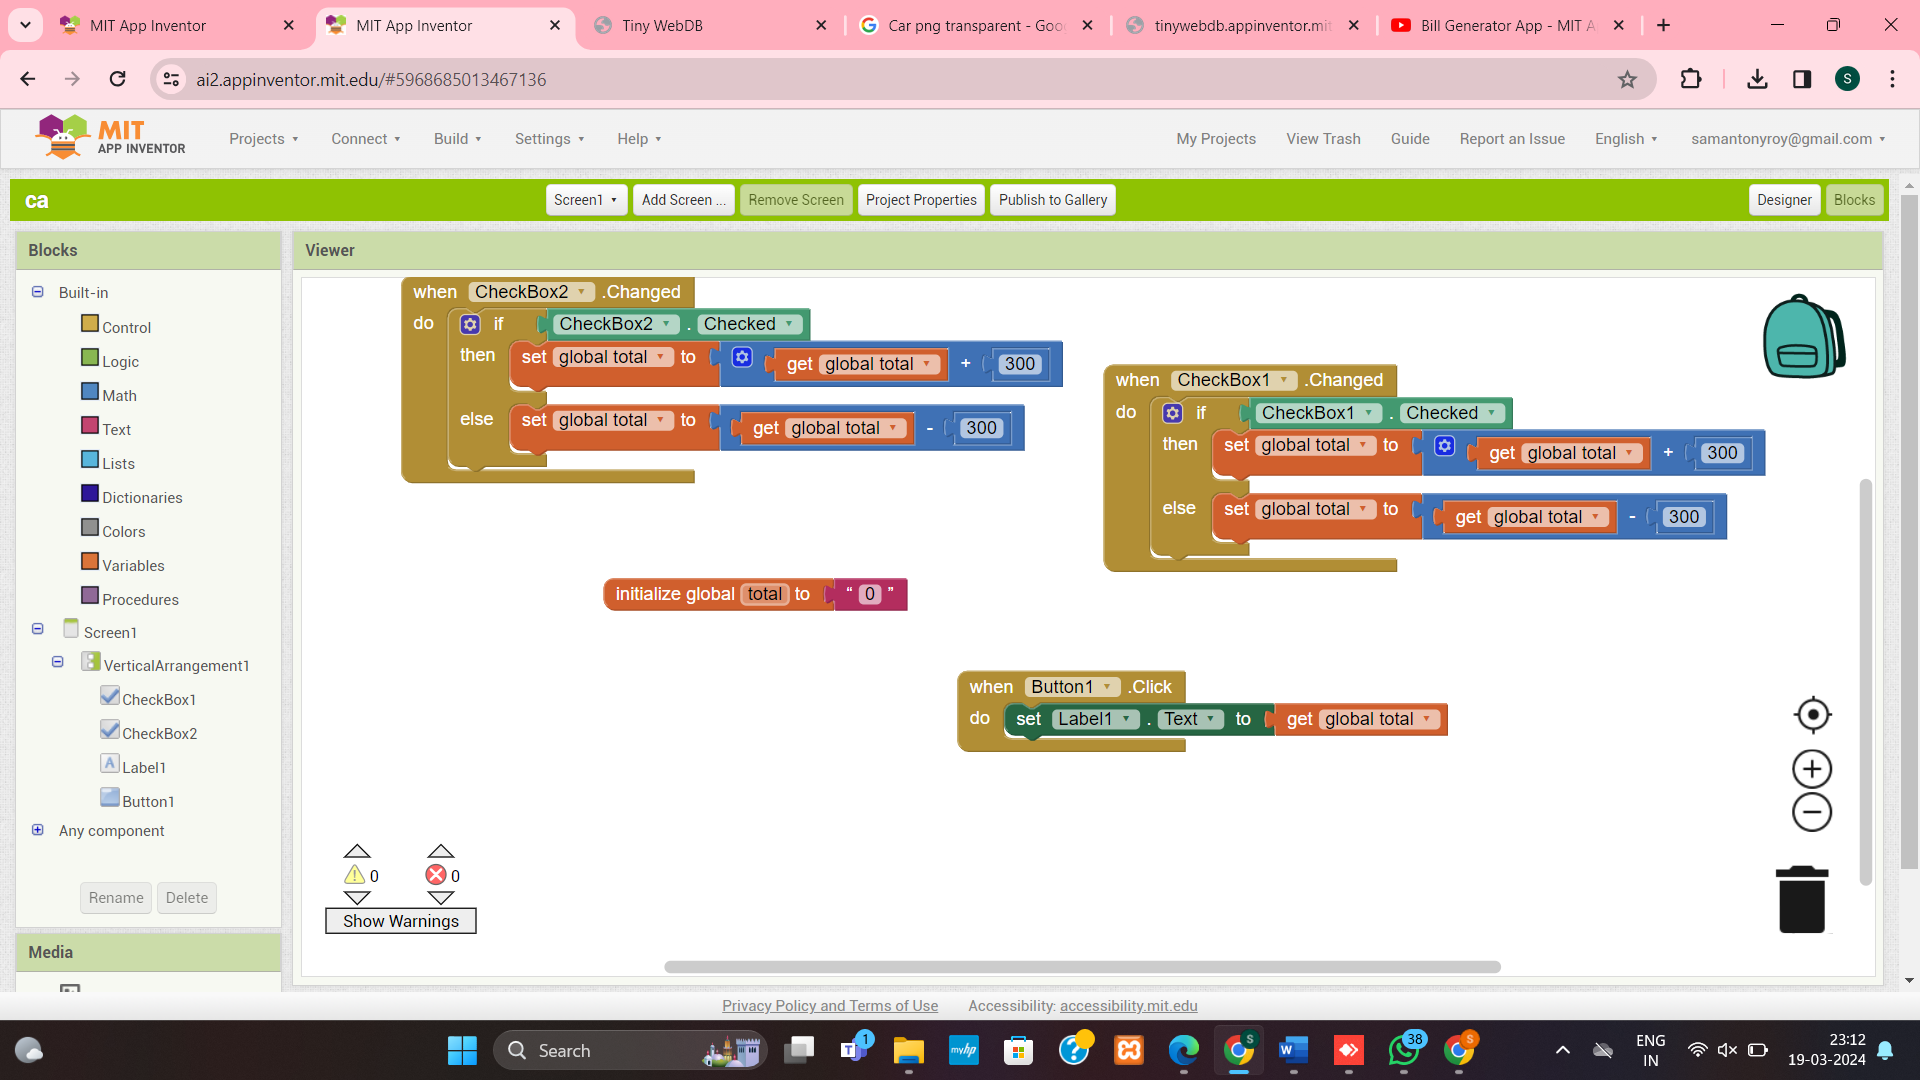 MIT App Inventor
MIT App Inventor
Tiny WebDB
Car png transparent - Goo
tinywebdb.appinventor.mit
Bill Generator App - MIT A
ai2.appinventor.mit.edu/#5968685013467136
S
MIT
APP INVENTOR
Projects
Connect
Build
Settings
Help
My Projects
View Trash
Guide
Report an Issue
English
samantonyroy@gmail.com
ca
Screen1
Add Screen ...
Remove Screen
Project Properties
Publish to Gallery
Designer
Blocks
Blocks
Viewer
Built-in
Control
Logic
Math
Text
Lists
Dictionaries
Colors
Variables
Procedures
Screen1
VerticalArrangement1
CheckBox1
CheckBox2
Label1
Button1
Any component
Rename
Delete
Media
when CheckBox2 .Changed
do if CheckBox2 . Checked
then set global total to get global total + 300
else set global total to get global total - 300
when CheckBox1 .Changed
do if CheckBox1 . Checked
then set global total to get global total + 300
else set global total to get global total - 300
initialize global total to “ 0 ”
when Button1 .Click
do set Label1 . Text to get global total
0
0
Show Warnings
Privacy Policy and Terms of Use
Accessibility: accessibility.mit.edu
Search
T
1
myhp
S
W
38
S
ENG
IN
23:12
19-03-2024